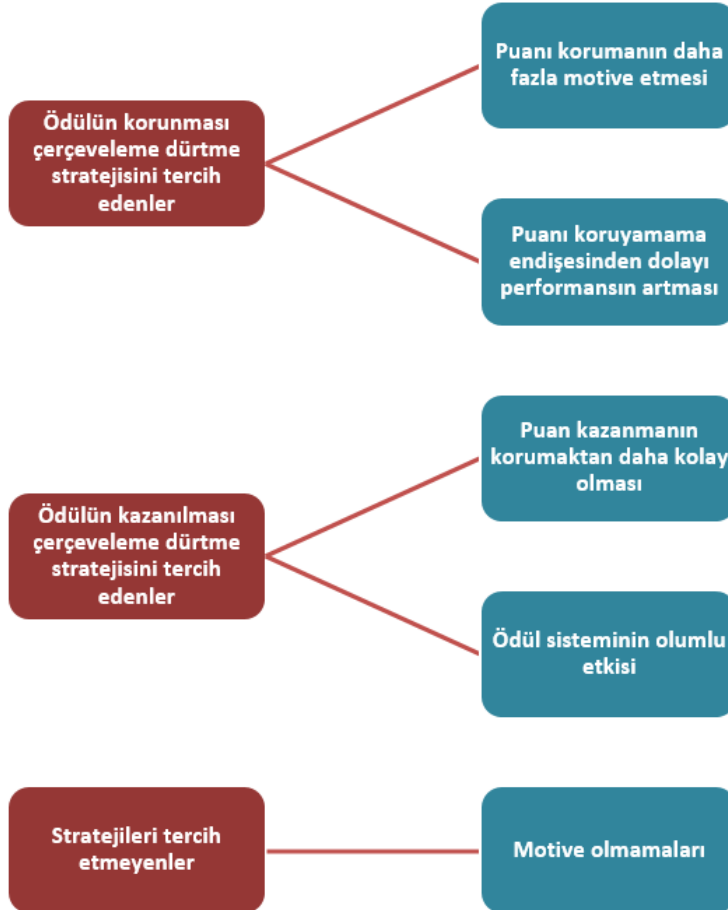 Ödülün korunması
çerçeveleme dürtme
stratejisini tercih
edenler
Puanı korumanın daha
fazla motive etmesi
Puanı koruyamama
endişesinden dolayı
performansın artması
Ödülün kazanılması
çerçeveleme dürtme
stratejisini tercih
edenler
Puan kazanmanın
korumaktan daha kolay
olması
Ödül sisteminin olumlu
etkisi
Stratejileri tercih
etmeyenler
Motive olmamaları